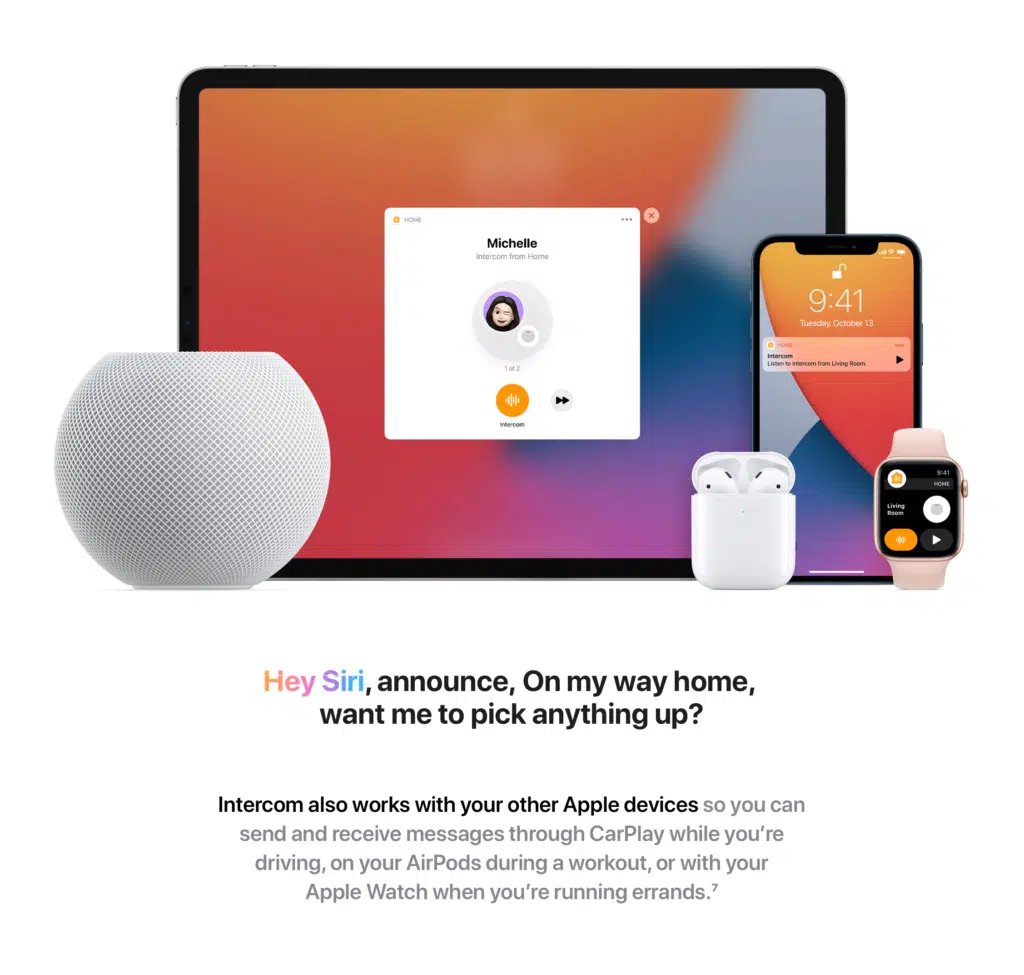 HOME
Michelle
Intercom from Home
1 of 2
Intercom
9:41
Tuesday, October 13
HOME
now
Intercom
Listen to intercom from Living Room.
9:41
HOME
Living
Room
Hey Siri, announce, On my way home,
want me to pick anything up?
Intercom also works with your other Apple devices so you can
send and receive messages through CarPlay while you’re
driving, on your AirPods during a workout, or with your
Apple Watch when you’re running errands.⁷